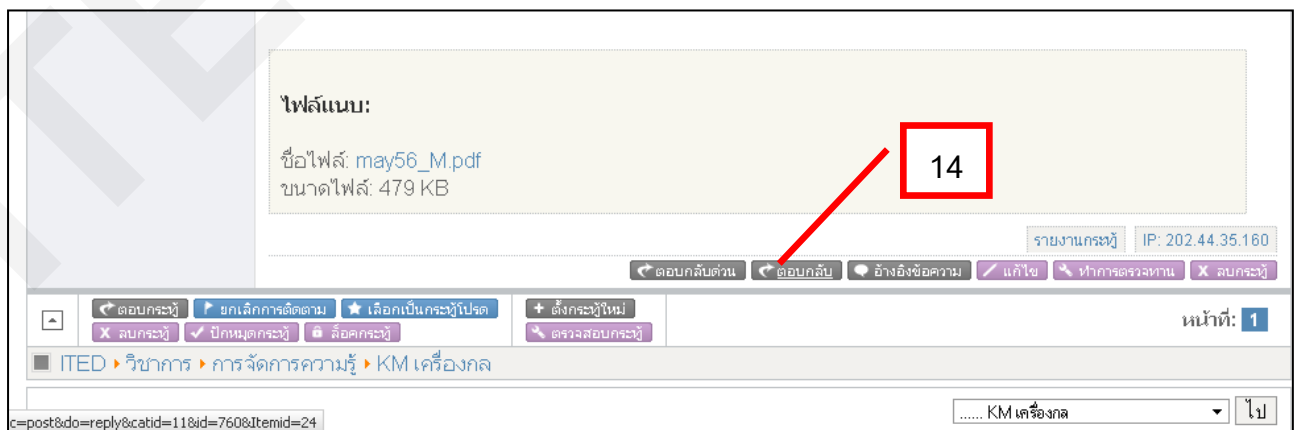 ไฟล์แนบ:
14
ชื่อไฟล์: may56_M.pdf
ขนาดไฟล์: 479 KB
รายงานกระทู้ IP: 202.44.35.160
ตอบกลับด่วน ตอบกลับ อ้างอิงข้อความ แก้ไข ทำการตรวจทาน X ลบกระทู้
ตอบกระทู้ ยกเลิกการติดตาม เลือกเป็นกระทู้โปรด + ตั้งกระทู้ใหม่
หน้าที่: 1
X ลบกระทู้ ปักหมุดกระทู้ ล็อคกระทู้ ตรวจสอบกระทู้
ITED วิชาการ การจัดการความรู้ KM เครื่องกล
...... KM เครื่องกล ไป
c=post&do=reply&catid=11&id=760&Itemid=24